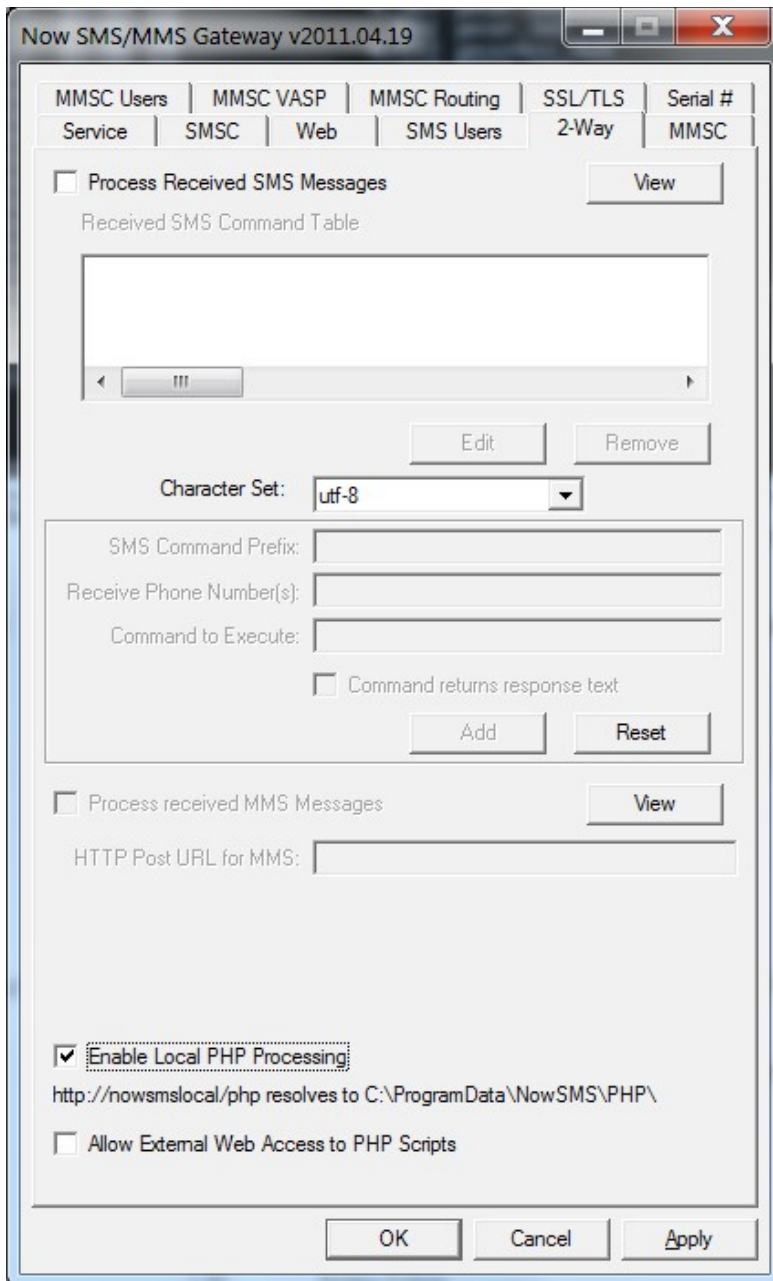 Now SMS/MMS Gateway v2011.04.19
MMSC Users MMSC VASP MMSC Routing SSL/TLS Serial #
Service SMSC Web SMS Users 2-Way MMSC
Process Received SMS Messages View
Received SMS Command Table
Edit Remove
Character Set: utf-8
SMS Command Prefix:
Receive Phone Number(s):
Command to Execute:
Command returns response text
Add Reset
Process received MMS Messages View
HTTP Post URL for MMS:
Enable Local PHP Processing
http://nowsmslocal/php resolves to C:\ProgramData\NowSMS\PHP\
Allow External Web Access to PHP Scripts
OK Cancel Apply